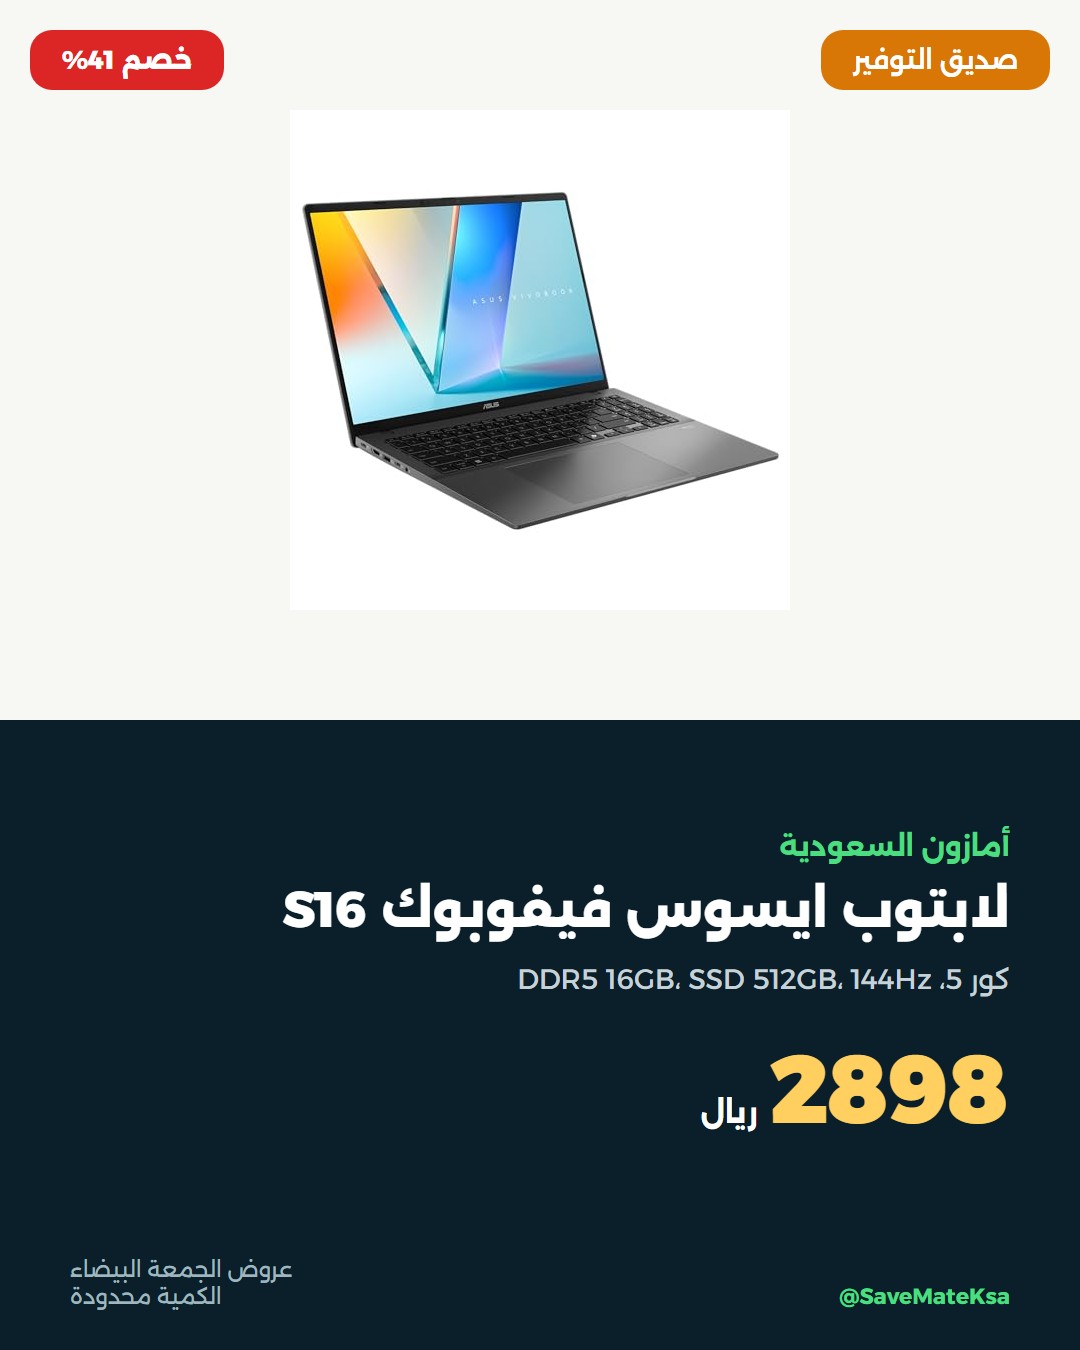 صديق التوفير
خصم 41%
ASUS VIVOBOOK
ASUS
أمازون السعودية
لابتوب ايسوس فيفوبوك S16
كور 5، DDR5 16GB، SSD 512GB، 144Hz
2898 ريال
عروض الجمعة البيضاء
الكمية محدودة
@SaveMateKsa